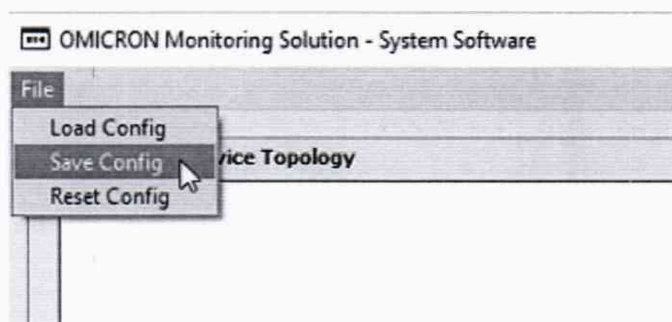 OMICRON Monitoring Solution - System Software
File
Load Config
Save Config
vice Topology
Reset Config